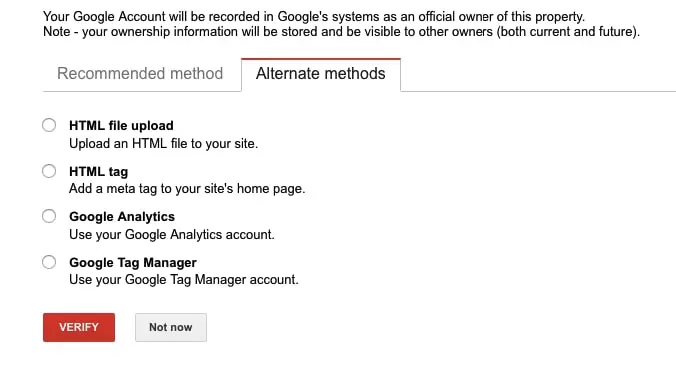 Your Google Account will be recorded in Google's systems as an official owner of this property.
Note - your ownership information will be stored and be visible to other owners (both current and future).
Recommended method
Alternate methods
HTML file upload
Upload an HTML file to your site.
HTML tag
Add a meta tag to your site's home page.
Google Analytics
Use your Google Analytics account.
Google Tag Manager
Use your Google Tag Manager account.
VERIFY
Not now